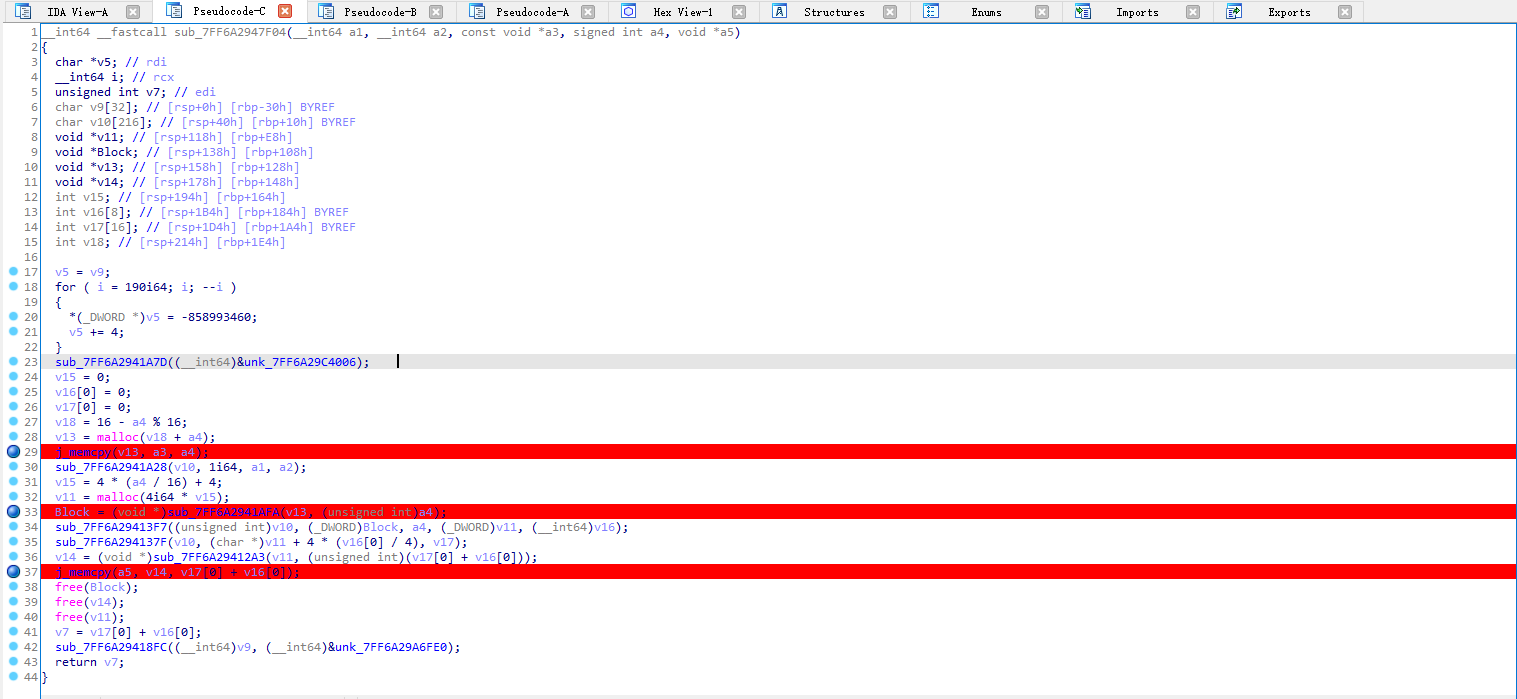 IDA View-A Pseudocode-C Pseudocode-B Pseudocode-A Hex View-1 Structures Enums Imports Exports
1 __int64 __fastcall sub_7FF6A2947F04(__int64 a1, __int64 a2, const void *a3, signed int a4, void *a5)
2 {
3 char *v5; // rdi
4 __int64 i; // rcx
5 unsigned int v7; // edi
6 char v9[32]; // [rsp+0h] [rbp-30h] BYREF
7 char v10[216]; // [rsp+40h] [rbp+10h] BYREF
8 void *v11; // [rsp+118h] [rbp+E8h]
9 void *Block; // [rsp+138h] [rbp+108h]
10 void *v13; // [rsp+158h] [rbp+128h]
11 void *v14; // [rsp+178h] [rbp+148h]
12 int v15; // [rsp+194h] [rbp+164h]
13 int v16[8]; // [rsp+1B4h] [rbp+184h] BYREF
14 int v17[16]; // [rsp+1D4h] [rbp+1A4h] BYREF
15 int v18; // [rsp+214h] [rbp+1E4h]
16
17 v5 = v9;
18 for ( i = 190i64; i; --i )
19 {
20 *(_DWORD *)v5 = -858993460;
21 v5 += 4;
22 }
23 sub_7FF6A2941A7D((__int64)&unk_7FF6A29C4006);
24 v15 = 0;
25 v16[0] = 0;
26 v17[0] = 0;
27 v18 = 16 - a4 % 16;
28 v13 = malloc(v18 + a4);
29 j_memcpy(v13, a3, a4);
30 sub_7FF6A2941A28(v10, 1i64, a1, a2);
31 v15 = 4 * (a4 / 16) + 4;
32 v11 = malloc(4i64 * v15);
33 Block = (void *)sub_7FF6A2941AFA(v13, (unsigned int)a4);
34 sub_7FF6A29413F7((unsigned int)v10, (_DWORD)Block, a4, (_DWORD)v11, (__int64)v16);
35 sub_7FF6A294137F(v10, (char *)v11 + 4 * (v16[0] / 4), v17);
36 v14 = (void *)sub_7FF6A29412A3(v11, (unsigned int)(v17[0] + v16[0]));
37 j_memcpy(a5, v14, v17[0] + v16[0]);
38 free(Block);
39 free(v14);
40 free(v11);
41 v7 = v17[0] + v16[0];
42 sub_7FF6A29418FC((__int64)v9, (__int64)&unk_7FF6A29A6FE0);
43 return v7;
44 }